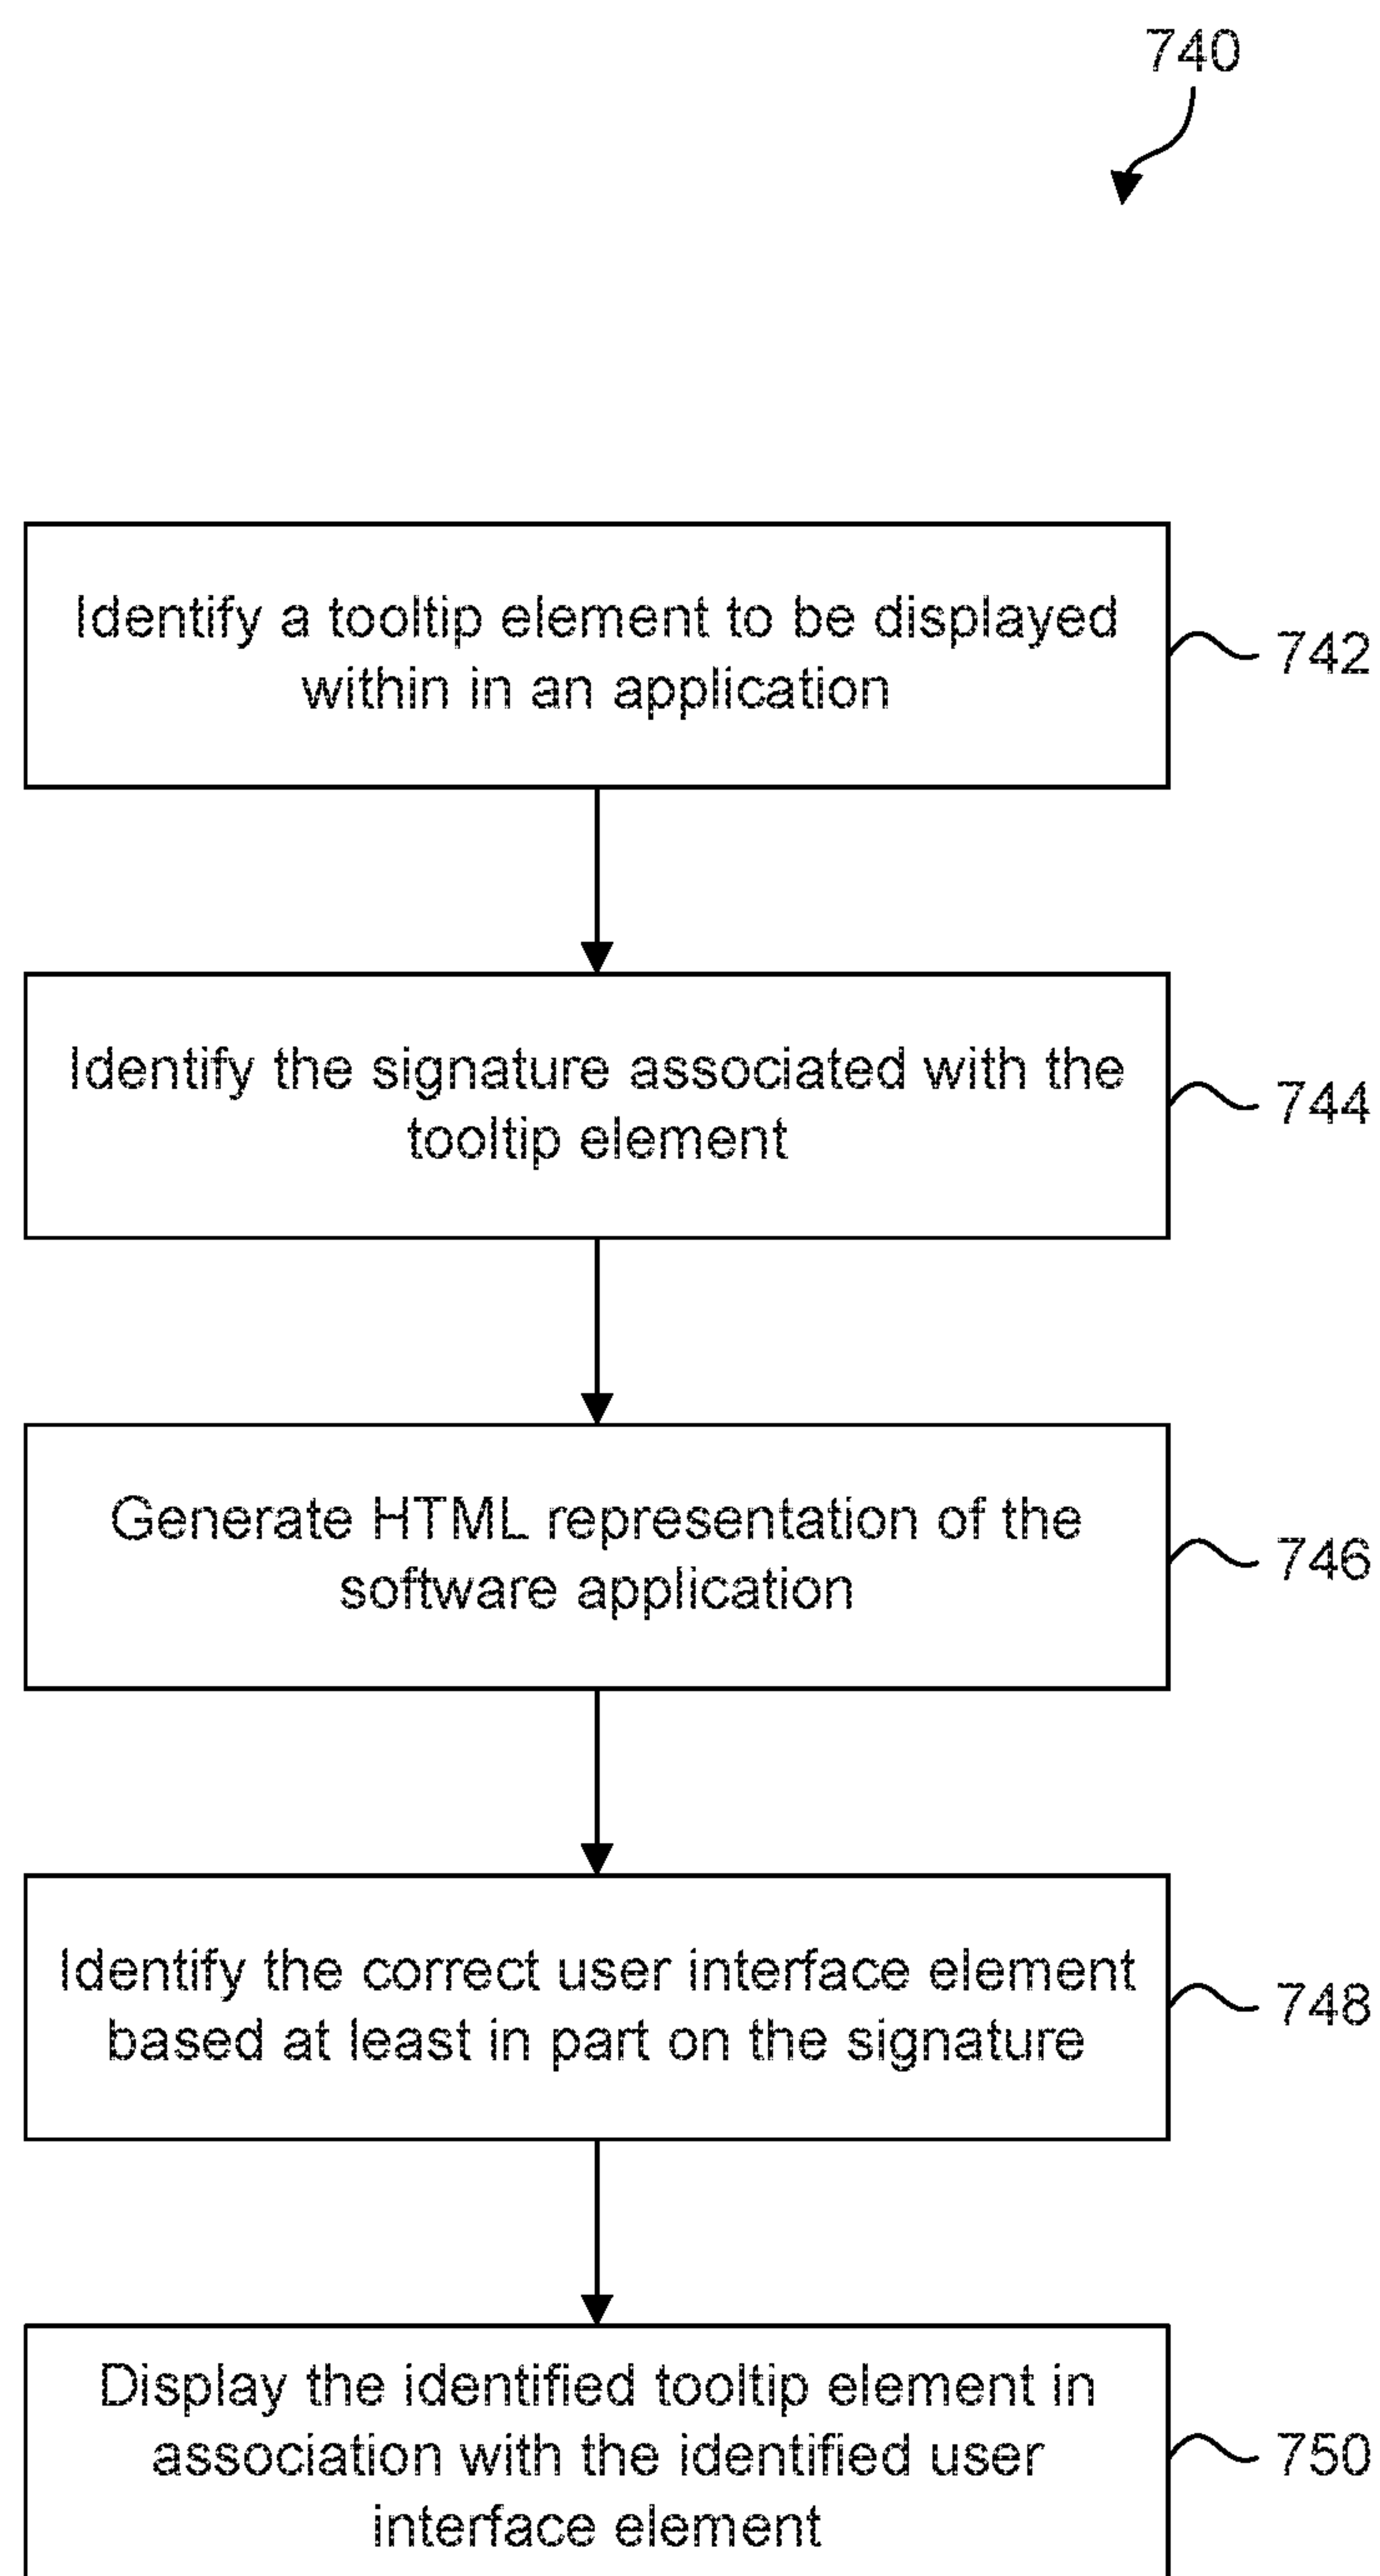 740
Identify a tooltip element to be displayed
within in an application
742
Identify the signature associated with the
tooltip element
744
Generate HTML representation of the
software application
746
Identify the correct user interface element
based at least in part on the signature
748
Display the identified tooltip element in
association with the identified user
interface element
750